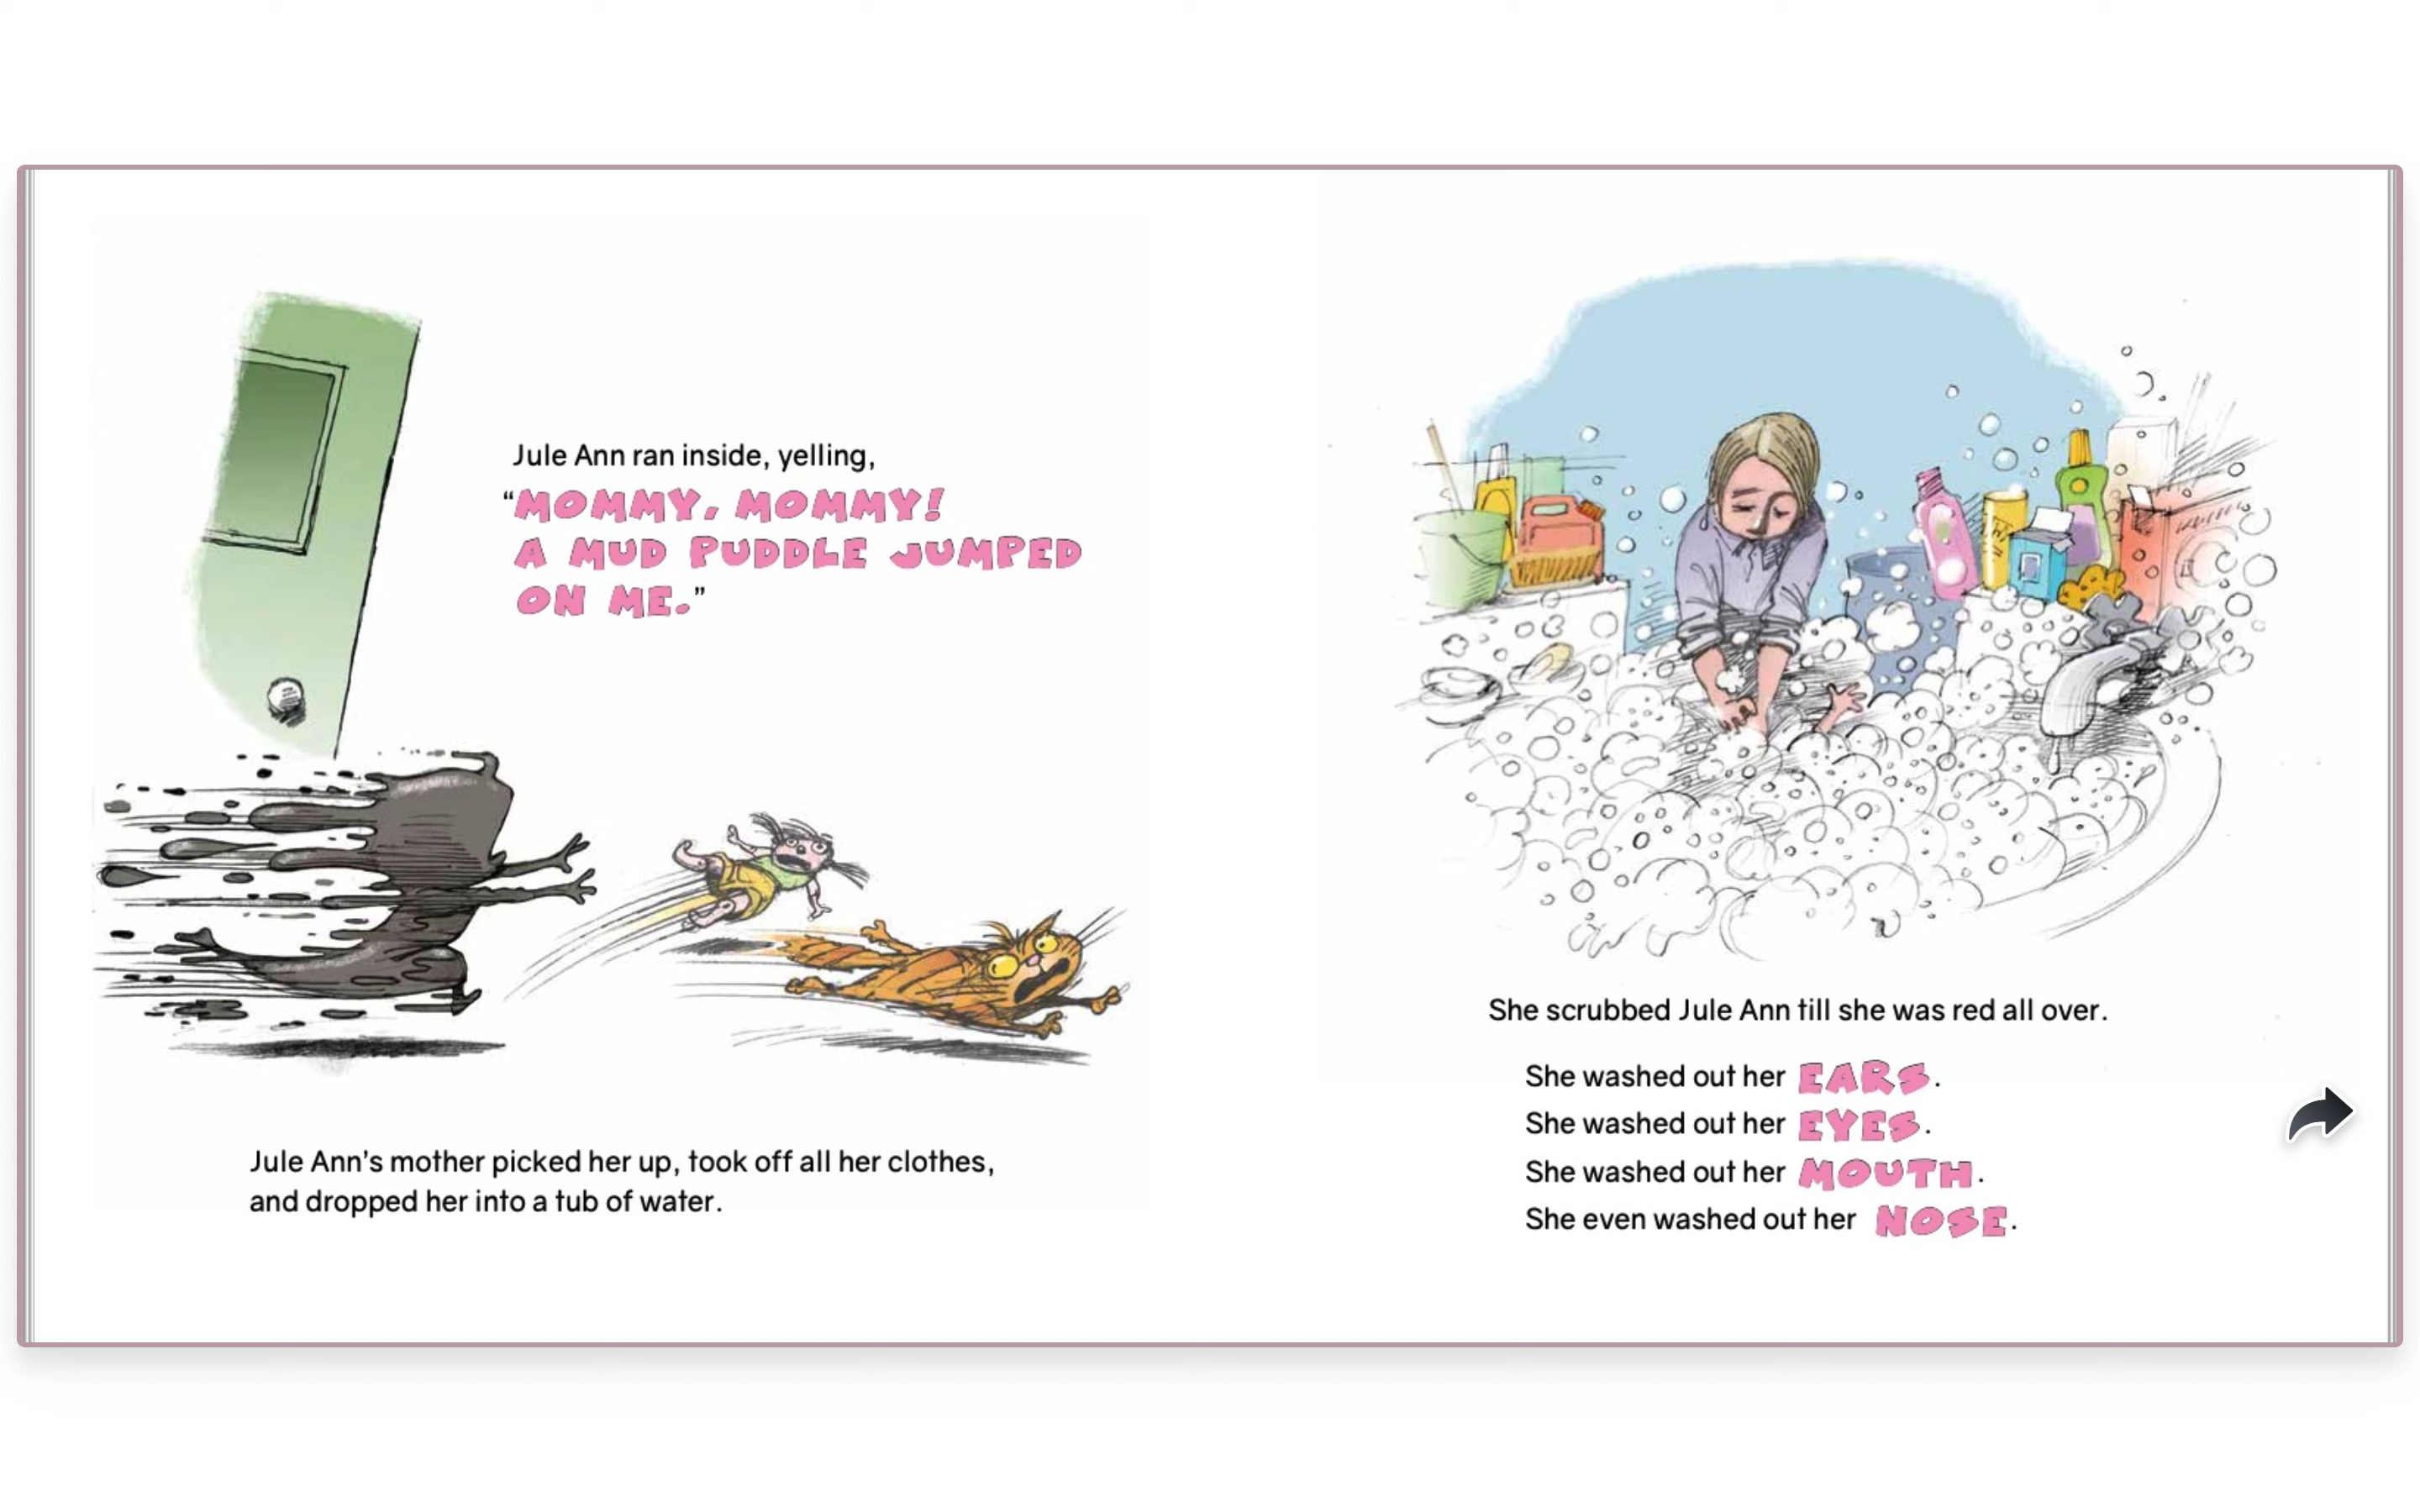 Jule Ann ran inside, yelling,
“MOMMY, MOMMY!
A MUD PUDDLE JUMPED
ON ME.”
Jule Ann’s mother picked her up, took off all her clothes,
and dropped her into a tub of water.
She scrubbed Jule Ann till she was red all over.
She washed out her EARS.
She washed out her EYES.
She washed out her MOUTH.
She even washed out her NOSE.